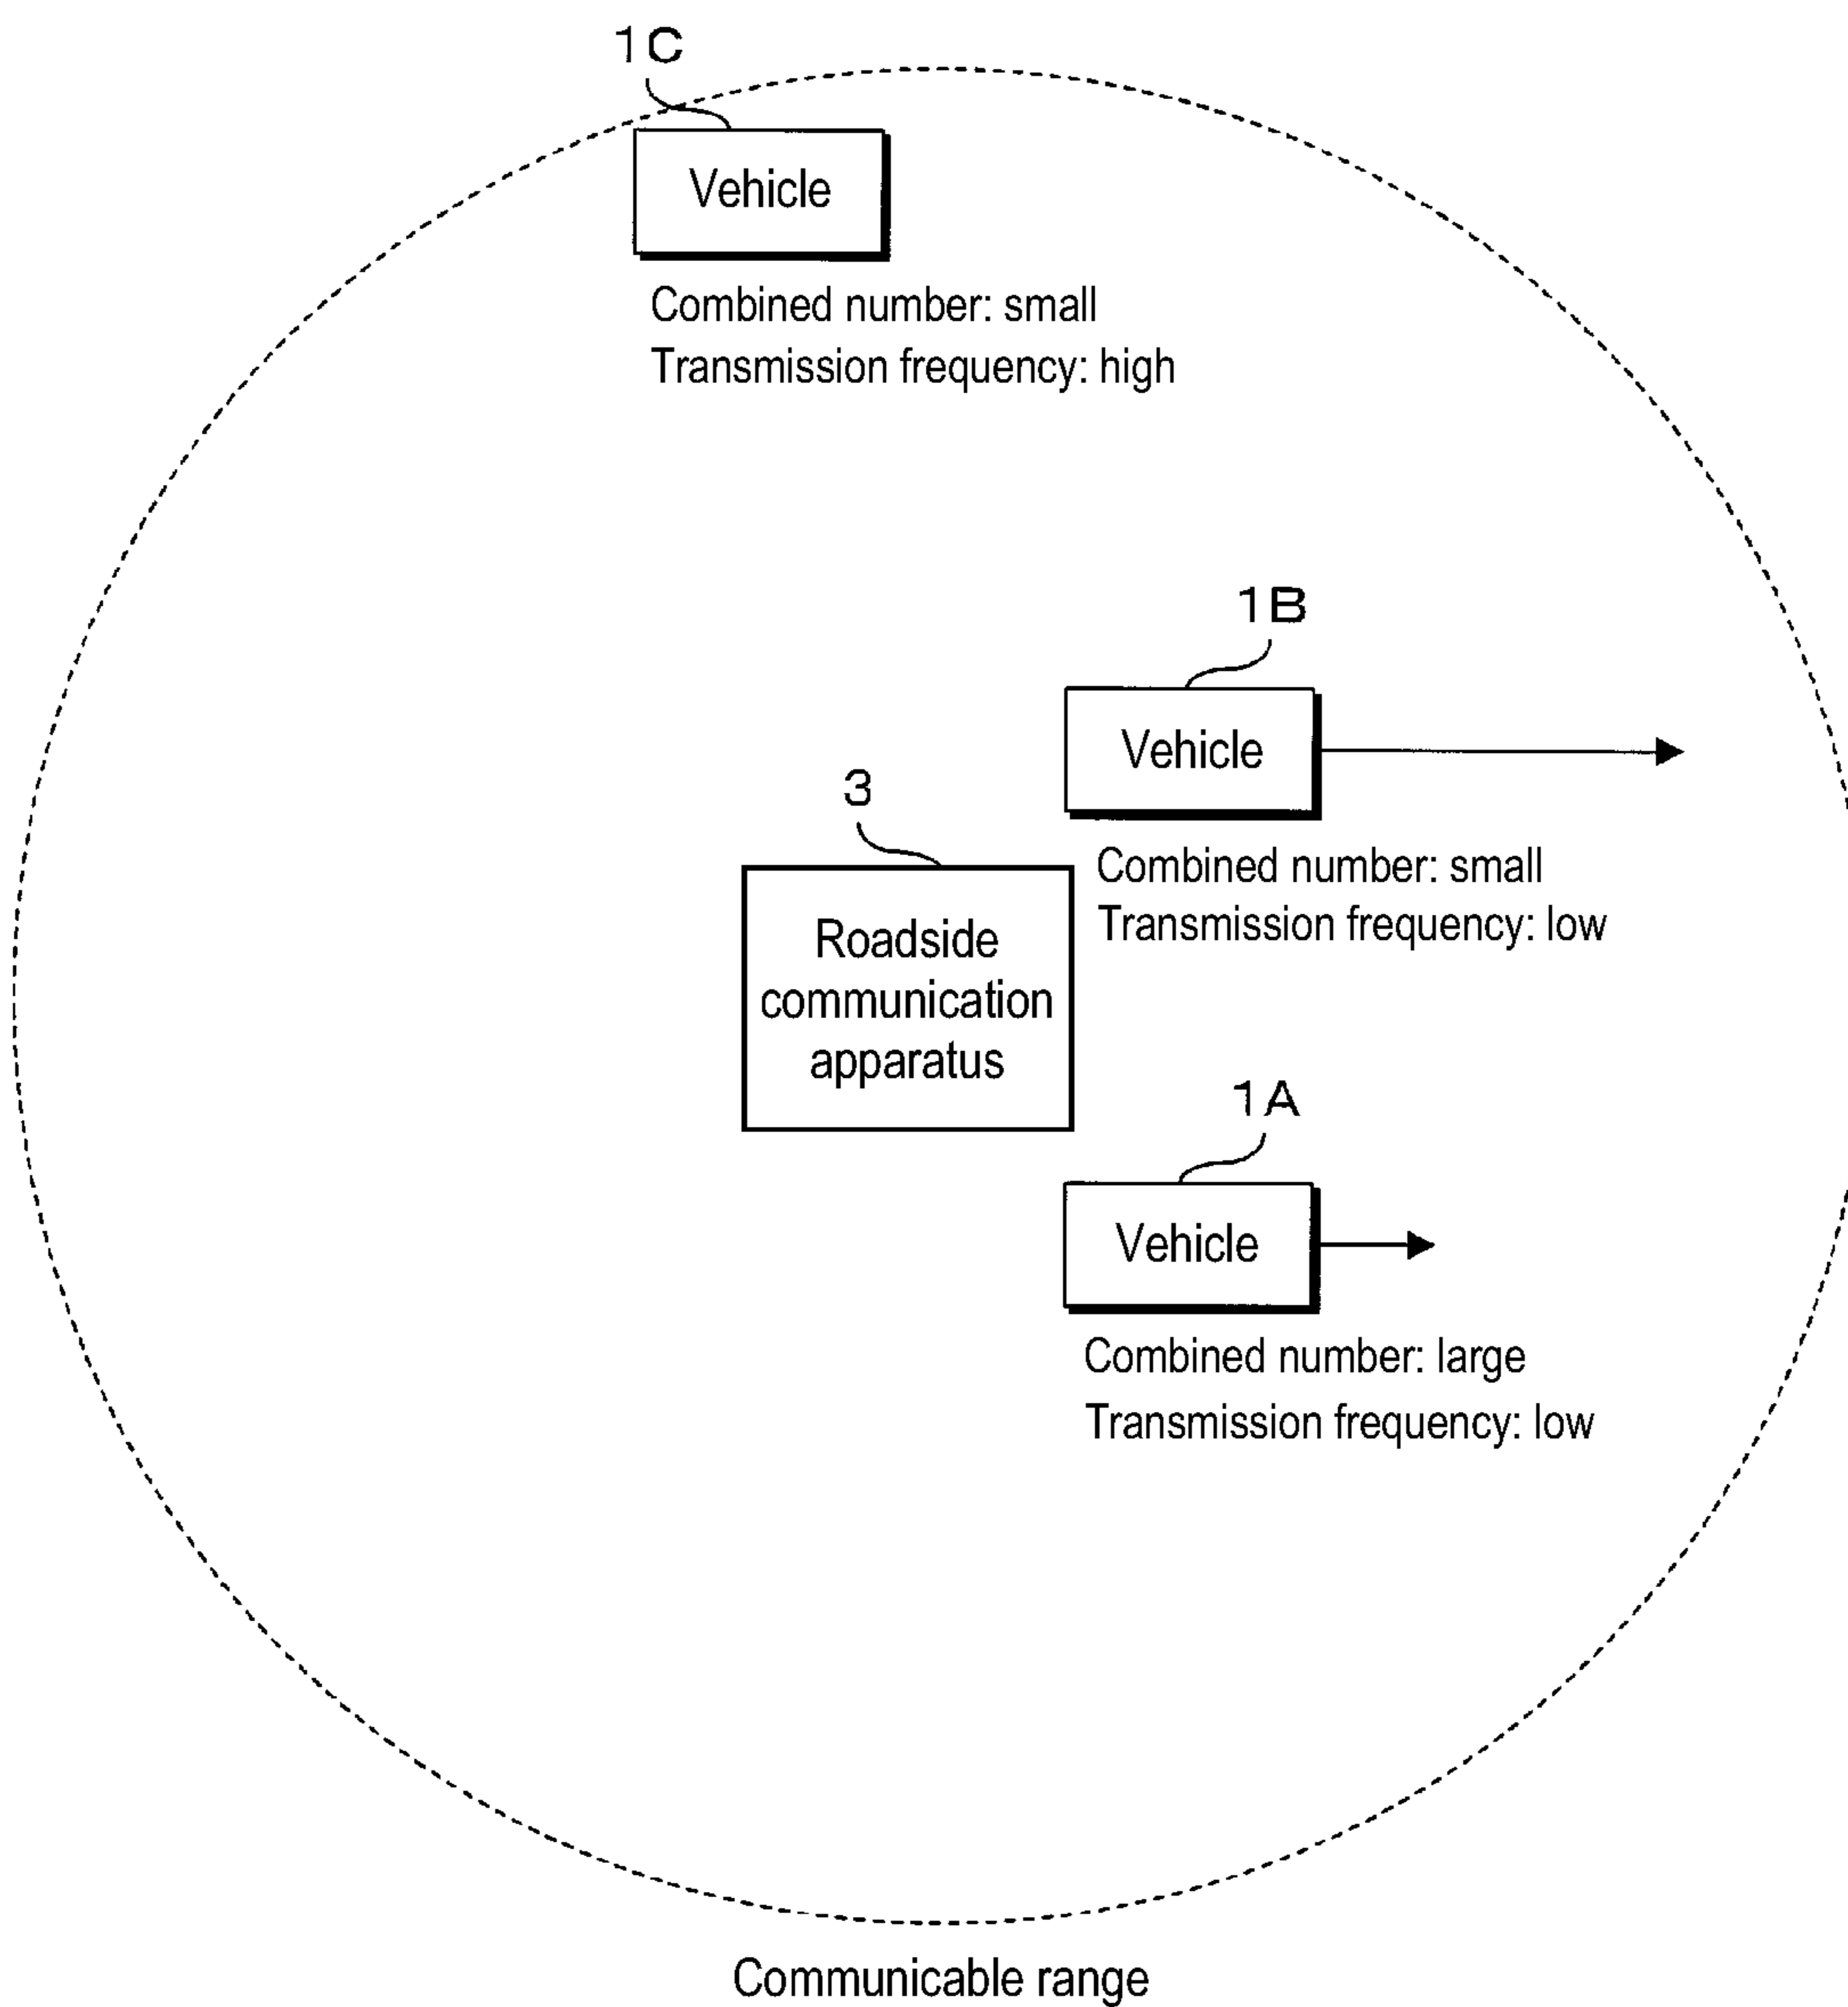 1C
Vehicle
Combined number: small
Transmission frequency: high
1B
Vehicle
Combined number: small
Transmission frequency: low
3
Roadside
communication
apparatus
1A
Vehicle
Combined number: large
Transmission frequency: low
Communicable range